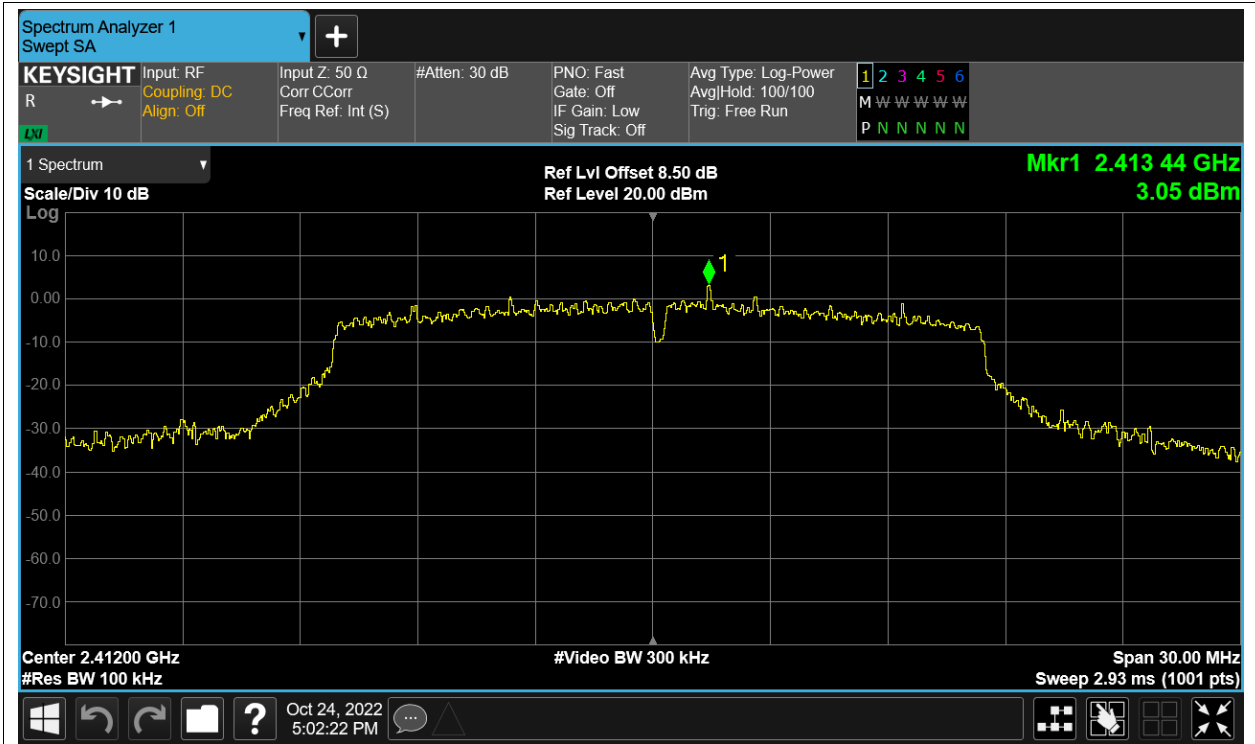 Spectrum Analyzer 1
Swept SA
KEYSIGHT
R
LXI
Input: RF
Coupling: DC
Align: Off
Input Z: 50 Ω
Corr CCorr
Freq Ref: Int (S)
#Atten: 30 dB
PNO: Fast
Gate: Off
IF Gain: Low
Sig Track: Off
Avg Type: Log-Power
Avg|Hold: 100/100
Trig: Free Run
1 2 3 4 5 6
M W W W W W
P N N N N N
1 Spectrum
Scale/Div 10 dB
Log
Ref Lvl Offset 8.50 dB
Ref Level 20.00 dBm
Mkr1 2.413 44 GHz
3.05 dBm
1
10.0
0.00
-10.0
-20.0
-30.0
-40.0
-50.0
-60.0
-70.0
Center 2.41200 GHz
#Video BW 300 kHz
Span 30.00 MHz
#Res BW 100 kHz
Sweep 2.93 ms (1001 pts)
?
Oct 24, 2022
5:02:22 PM